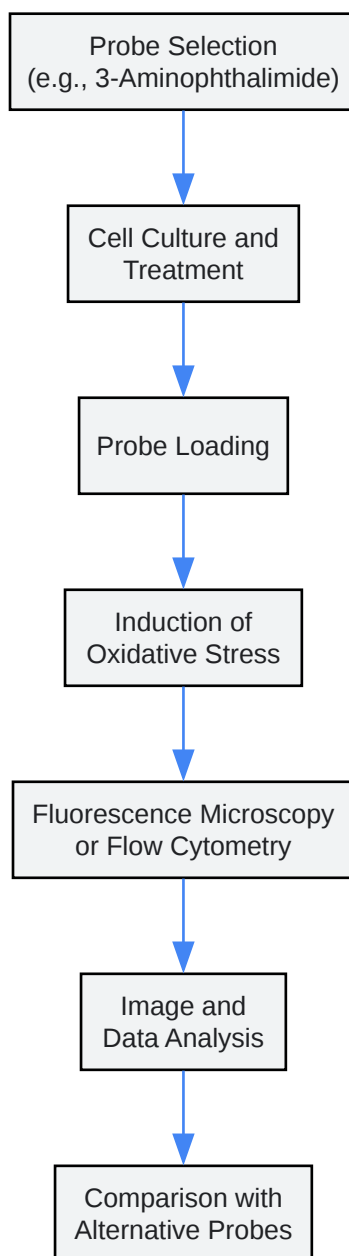 Probe Selection
(e.g., 3-Aminophthalimide)
Cell Culture and
Treatment
Probe Loading
Induction of
Oxidative Stress
Fluorescence Microscopy
or Flow Cytometry
Image and
Data Analysis
Comparison with
Alternative Probes